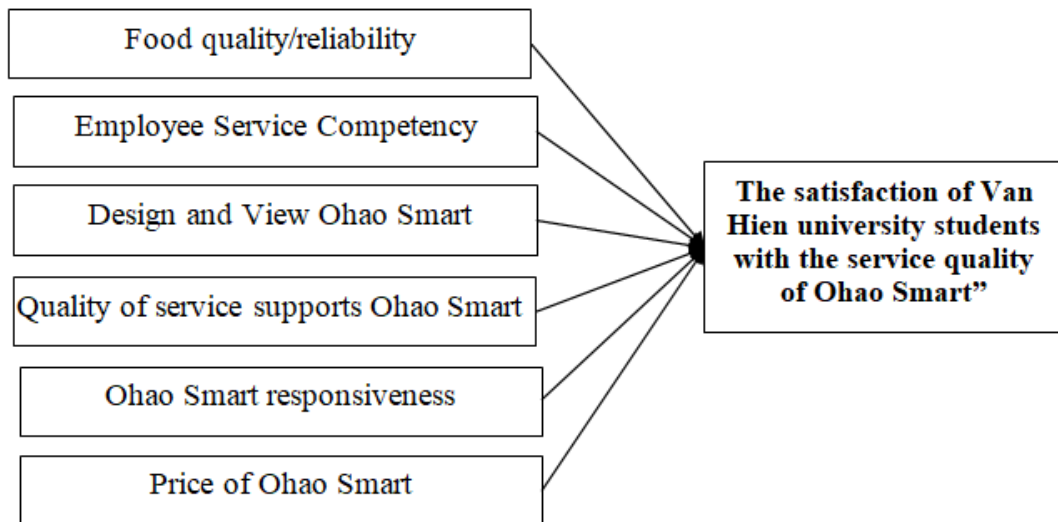 Food quality/reliability
Employee Service Competency
Design and View Ohao Smart
Quality of service supports Ohao Smart
Ohao Smart responsiveness
Price of Ohao Smart
The satisfaction of Van
Hien university students
with the service quality
of Ohao Smart”